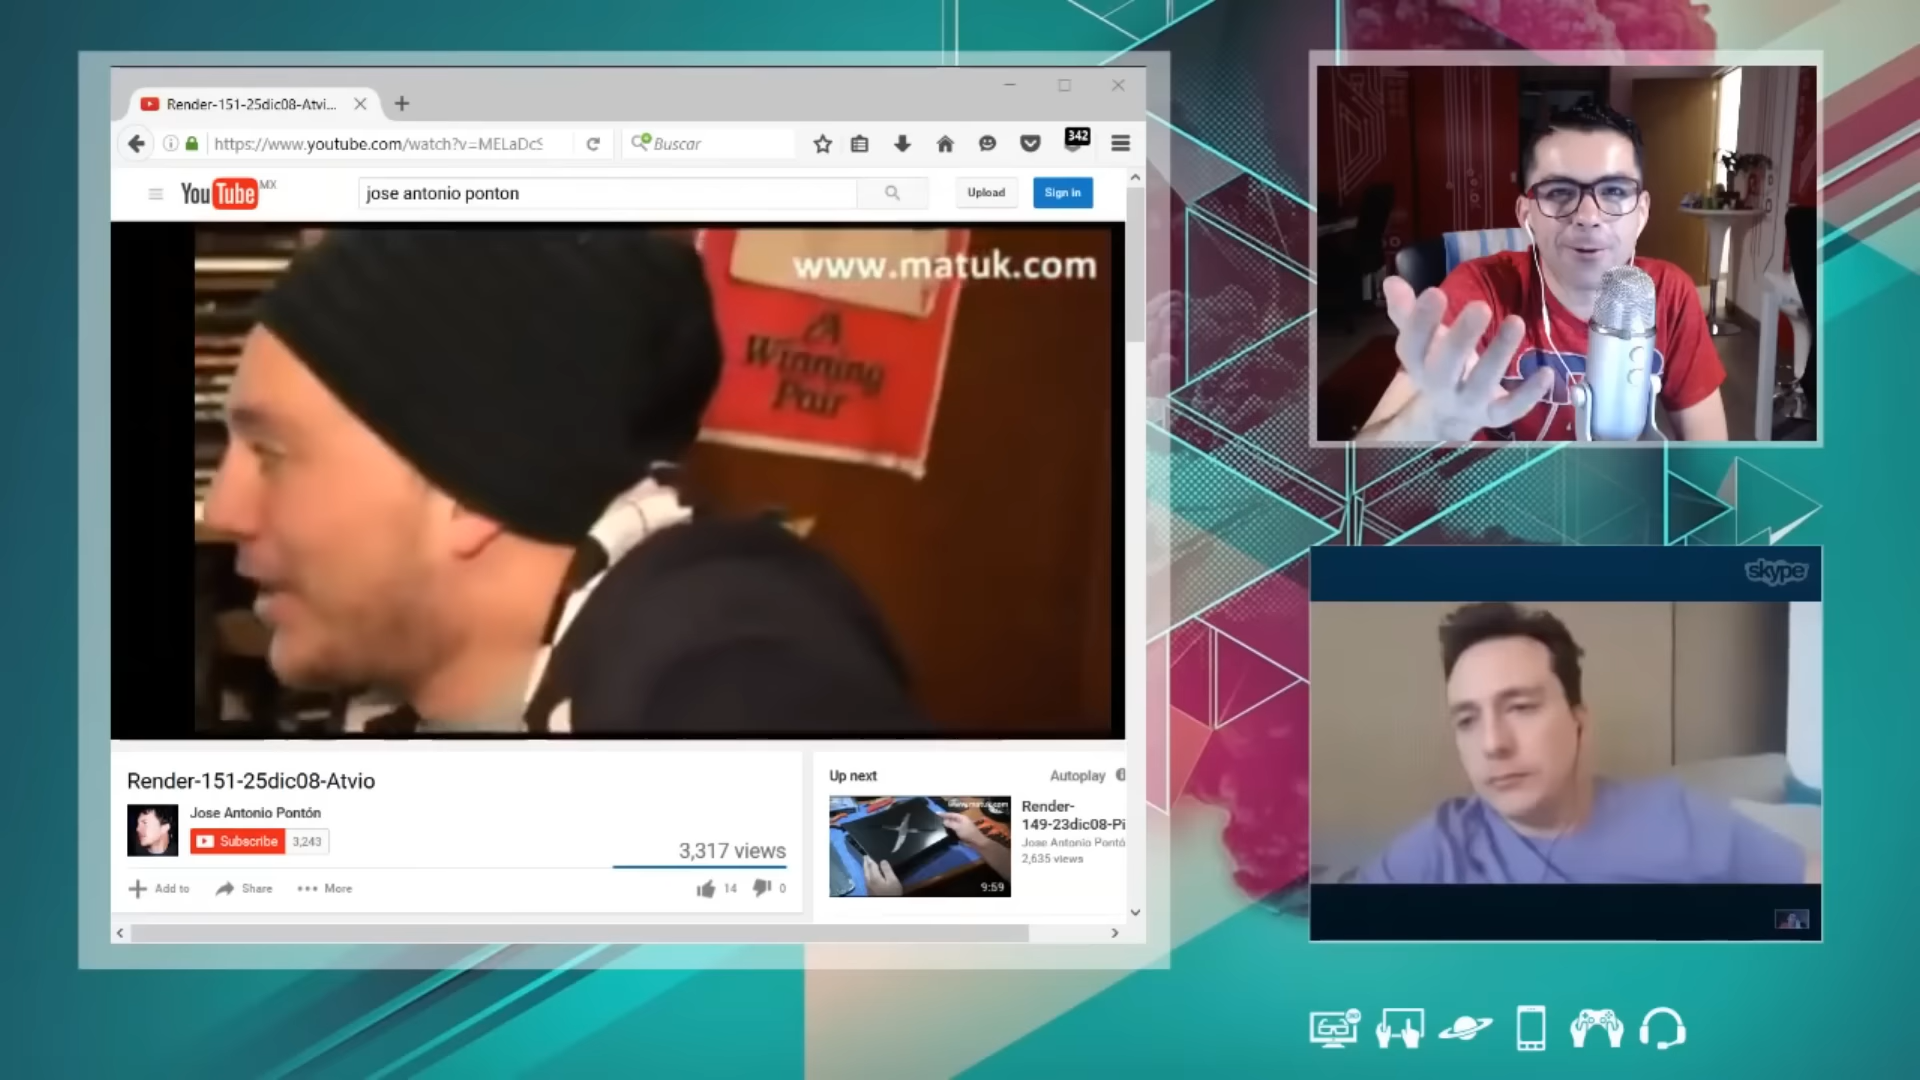 Render-151-25dic08-Atvi...
https://www.youtube.com/watch?v=MELaDcS
Buscar
342
YouTube MX
jose antonio ponton
Upload
Sign in
www.matuk.com
A
Winning
Pair
skype
Render-151-25dic08-Atvio
Jose Antonio Pontón
Subscribe
3,243
3,317 views
Add to
Share
More
14
0
Up next
Autoplay
www.matuk.com
9:59
Render-
149-23dic08-Pi
Jose Antonio Pontó
2,635 views